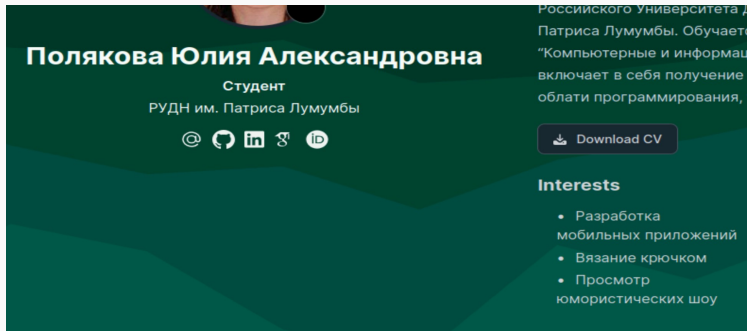 Полякова Юлия Александровна
Студент
РУДН им. Патриса Лумумбы
Российского Университета
Патриса Лумумбы.
“Компьютерные и
включает в себя получение
облати программирования,
Download CV
Interests
• Разработка
мобильных приложений
• Вязание крючком
• Просмотр
юмористических шоу